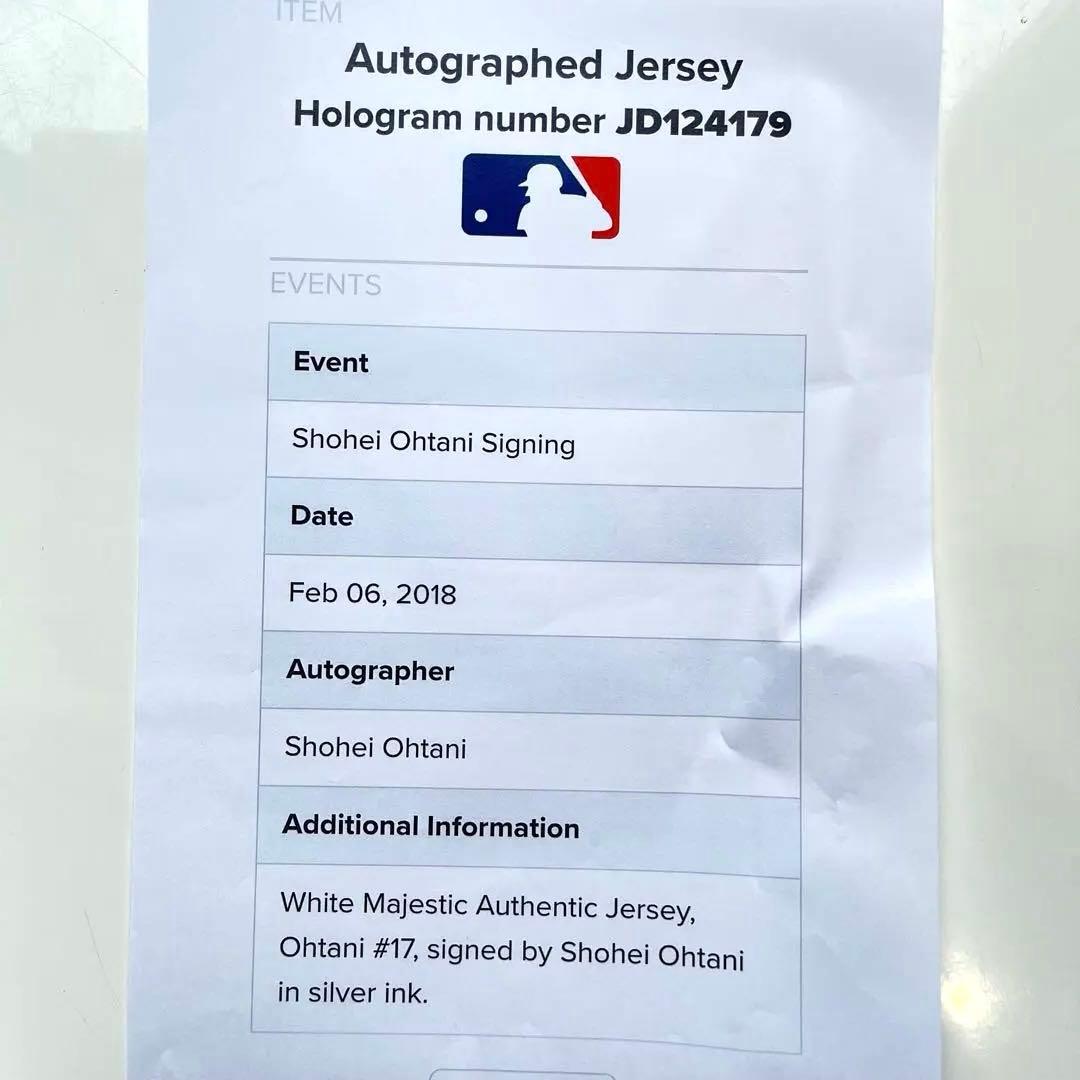 ITEM
Autographed Jersey
Hologram number JD124179
EVENTS
Event
Shohei Ohtani Signing
Date
Feb 06, 2018
Autographer
Shohei Ohtani
Additional Information
White Majestic Authentic Jersey,
Ohtani #17, signed by Shohei Ohtani
in silver ink.